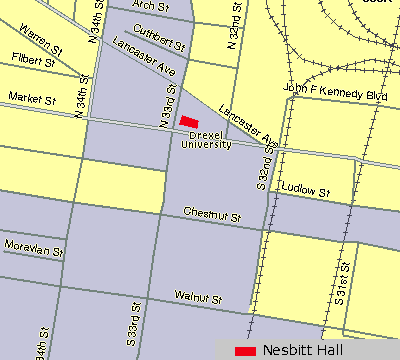 Arch St
N 34th St
Cuthbert St
N 32nd St
Warren St
Lancaster Ave
Filbert St
John F Kennedy Blvd
Market St
N 34th St
N 33rd St
Lancaster Ave
Drexel
University
S 32nd St
Ludlow St
Chestnut St
Moravian St
S 31st St
Walnut St
34th St
S 33rd St
Nesbitt Hall